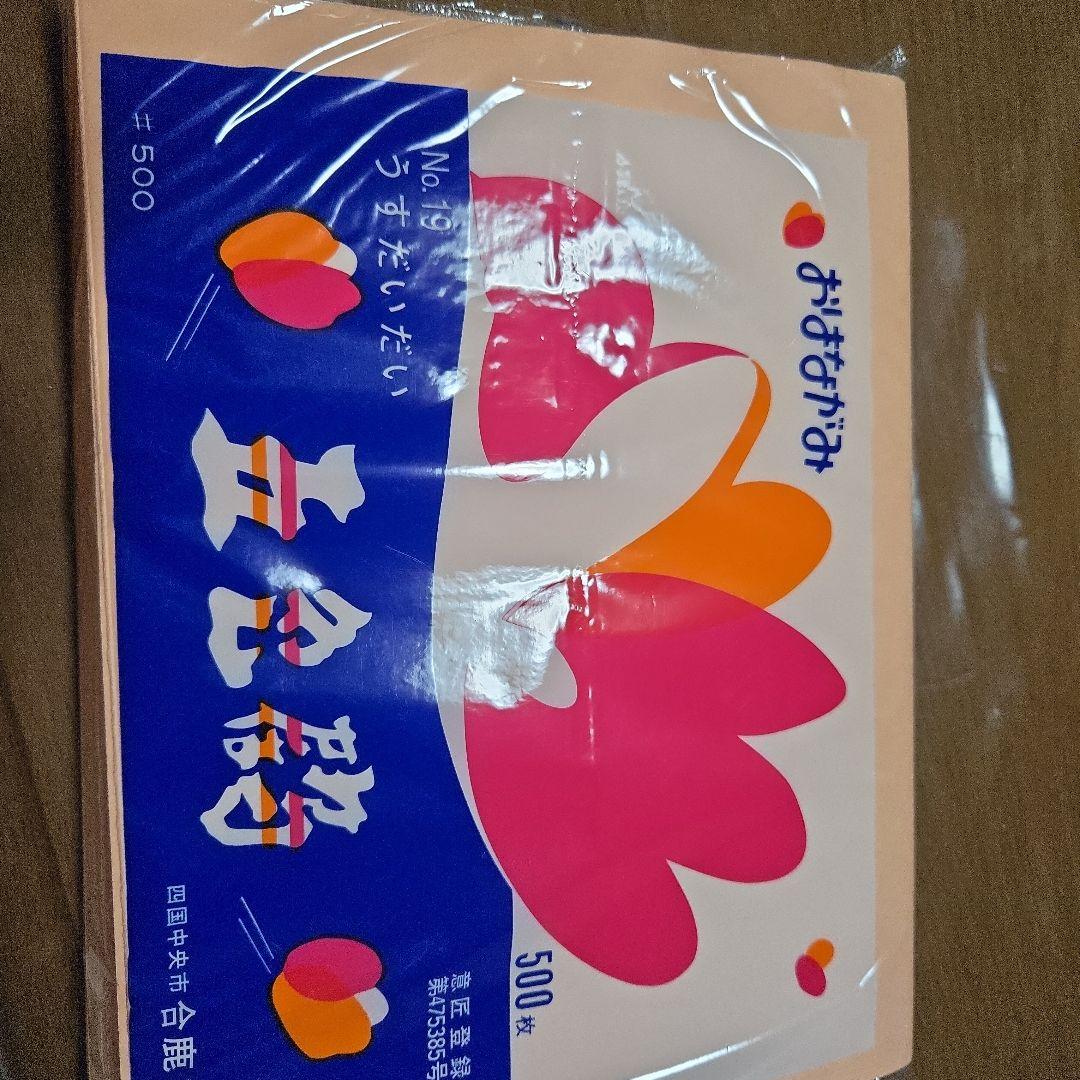 おはながみ
No. 19
うすだいだい
#500
五色鶴
500枚
意匠登録
第475385号
四国中央市 合鹿